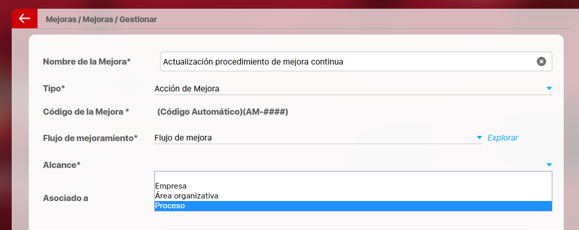 Mejoras / Mejoras / Gestionar
Nombre de la Mejora* Actualización procedimiento de mejora continua
Tipo* Acción de Mejora
Código de la Mejora * (Código Automático)(AM-####)
Flujo de mejoramiento* Flujo de mejora Explorar
Alcance*
Empresa
Asociado a Área organizativa
Proceso